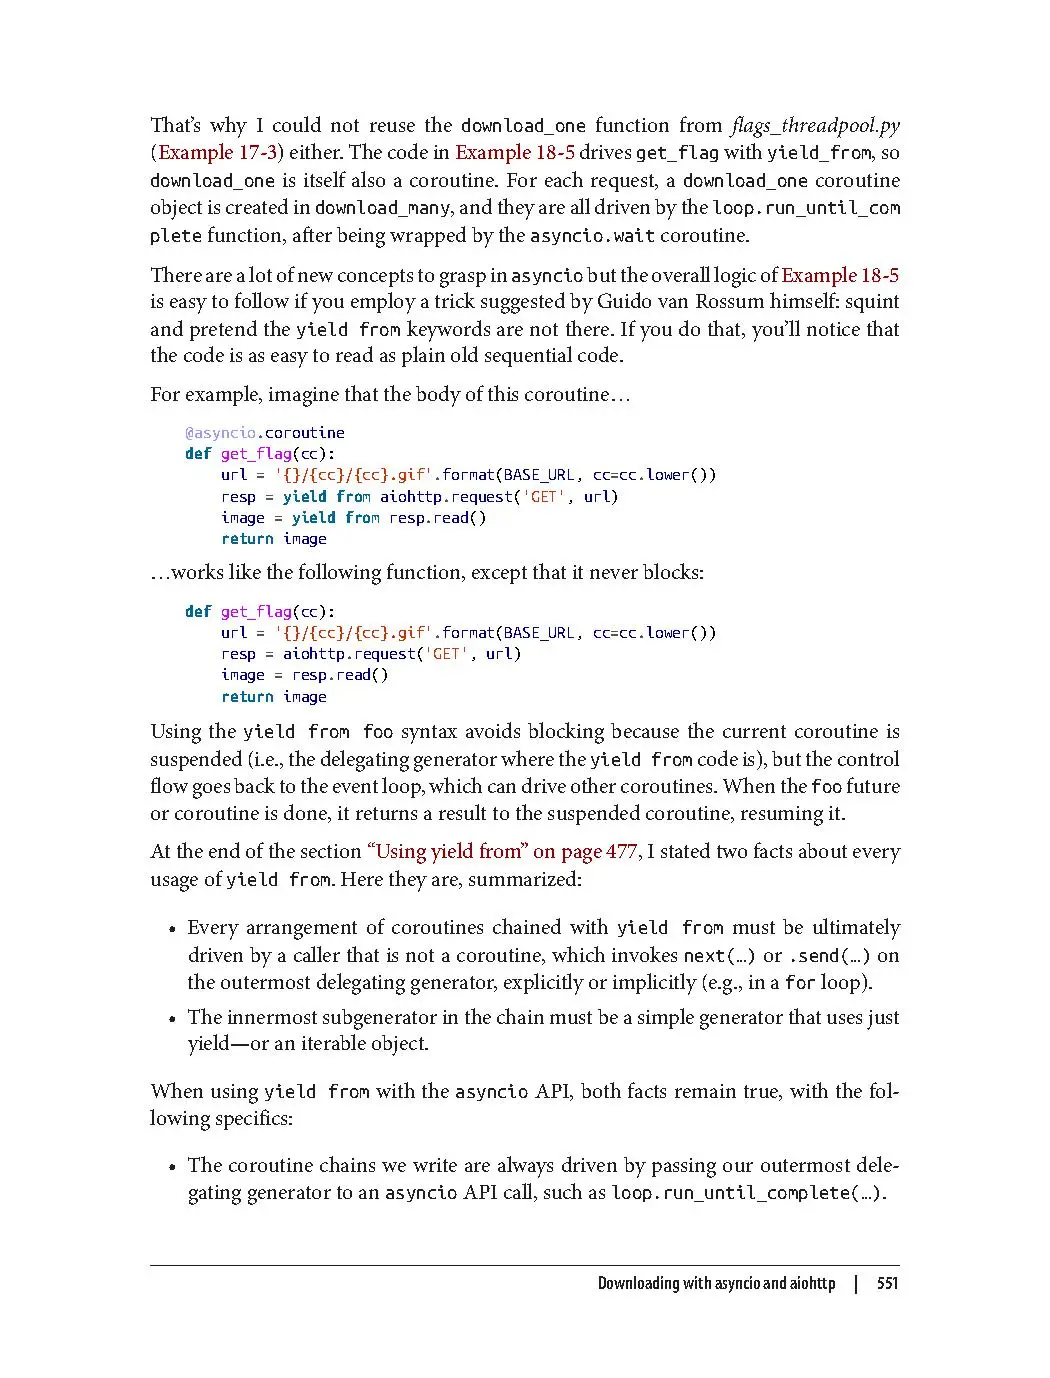 That’s why I could not reuse the download_one function from flags_threadpool.py
(Example 17-3) either. The code in Example 18-5 drives get_flag with yield_from, so
download_one is itself also a coroutine. For each request, a download_one coroutine
object is created in download_many, and they are all driven by the loop.run_until_com
plete function, after being wrapped by the asyncio.wait coroutine.
There are a lot of new concepts to grasp in asyncio but the overall logic of Example 18-5
is easy to follow if you employ a trick suggested by Guido van Rossum himself: squint
and pretend the yield from keywords are not there. If you do that, you’ll notice that
the code is as easy to read as plain old sequential code.
For example, imagine that the body of this coroutine…
@asyncio.coroutine
def get_flag(cc):
    url = '{}/{cc}/{cc}.gif'.format(BASE_URL, cc=cc.lower())
    resp = yield from aiohttp.request('GET', url)
    image = yield from resp.read()
    return image
…works like the following function, except that it never blocks:
def get_flag(cc):
    url = '{}/{cc}/{cc}.gif'.format(BASE_URL, cc=cc.lower())
    resp = aiohttp.request('GET', url)
    image = resp.read()
    return image
Using the yield from foo syntax avoids blocking because the current coroutine is
suspended (i.e., the delegating generator where the yield from code is), but the control
flow goes back to the event loop, which can drive other coroutines. When the foo future
or coroutine is done, it returns a result to the suspended coroutine, resuming it.
At the end of the section “Using yield from” on page 477, I stated two facts about every
usage of yield from. Here they are, summarized:
• Every arrangement of coroutines chained with yield from must be ultimately
driven by a caller that is not a coroutine, which invokes next(…) or .send(…) on
the outermost delegating generator, explicitly or implicitly (e.g., in a for loop).
• The innermost subgenerator in the chain must be a simple generator that uses just
yield—or an iterable object.
When using yield from with the asyncio API, both facts remain true, with the fol-
lowing specifics:
• The coroutine chains we write are always driven by passing our outermost dele-
gating generator to an asyncio API call, such as loop.run_until_complete(…).
Downloading with asyncio and aiohttp | 551